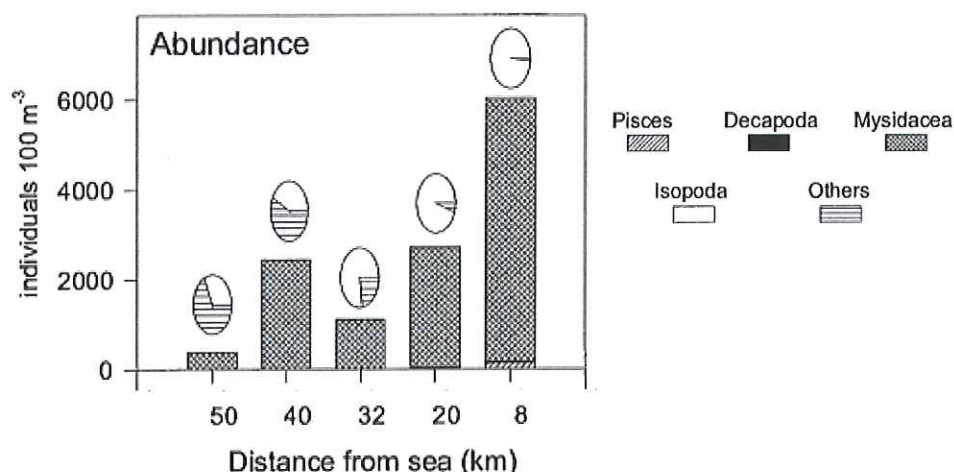 Abundance
individuals 100 m⁻³
6000
4000
2000
0
50 40 32 20 8
Distance from sea (km)
Pisces Decapoda Mysidacea
Isopoda Others